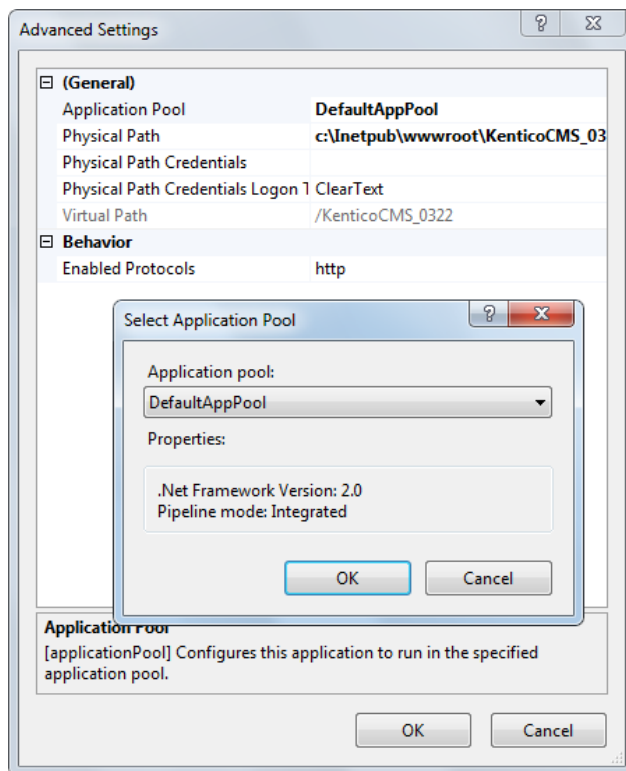 Advanced Settings
(General)
Application Pool DefaultAppPool
Physical Path c:\Inetpub\wwwroot\KenticoCMS_03
Physical Path Credentials
Physical Path Credentials Logon T ClearText
Virtual Path /KenticoCMS_0322
Behavior
Enabled Protocols http
Select Application Pool
Application pool:
DefaultAppPool
Properties:
.Net Framework Version: 2.0
Pipeline mode: Integrated
OK Cancel
Application Pool
[applicationPool] Configures this application to run in the specified
application pool.
OK Cancel